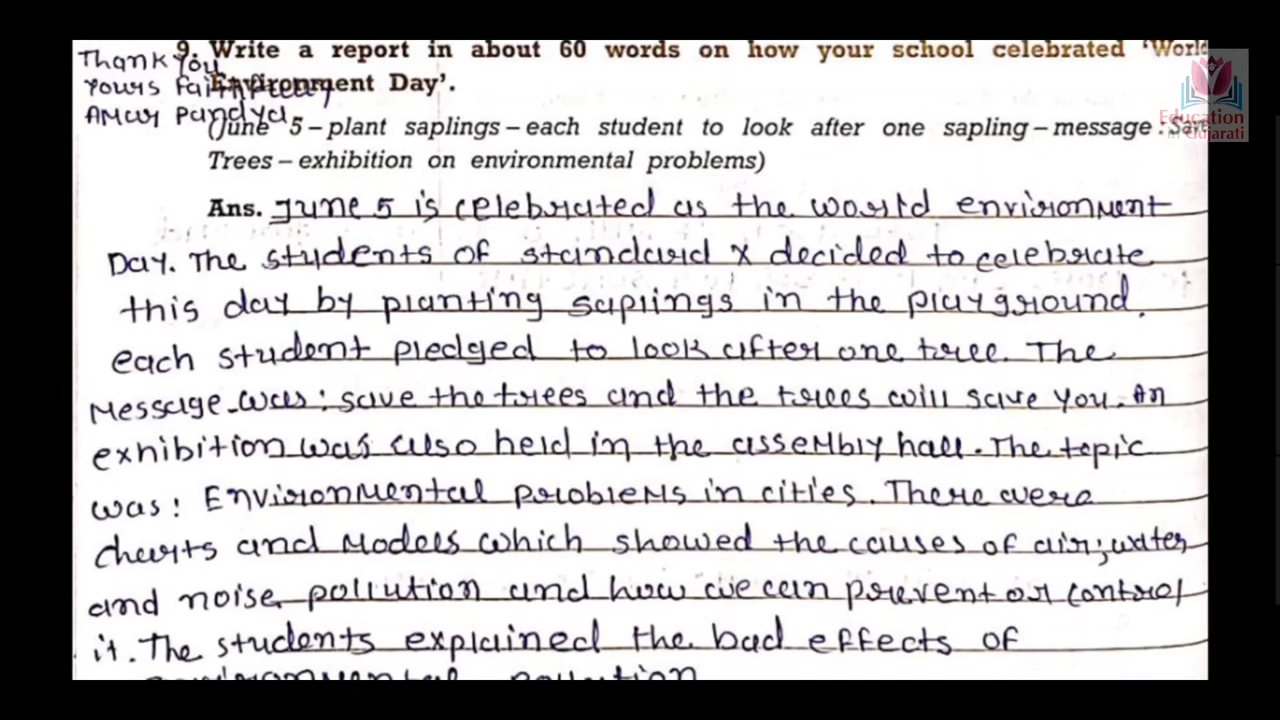 Thank You
Yours Faithfully
Amar Pandya
9. Write a report in about 60 words on how your school celebrated 'World
Environment Day'.
(June 5 – plant saplings – each student to look after one sapling – message : Save
Trees – exhibition on environmental problems)
Education
in Gujarati
Ans. June 5 is celebrated as the world environment
Day. The students of standard X decided to celebrate
this day by planting saplings in the playground.
each student pledged to look after one tree. The
Message was: save the trees and the trees will save you. An
exhibition was also held in the assembly hall. The topic
was: Environmental problems in cities. There were
charts and models which showed the causes of air, water
and noise pollution and how we can prevent or control
it. The students explained the bad effects of
environmental pollution